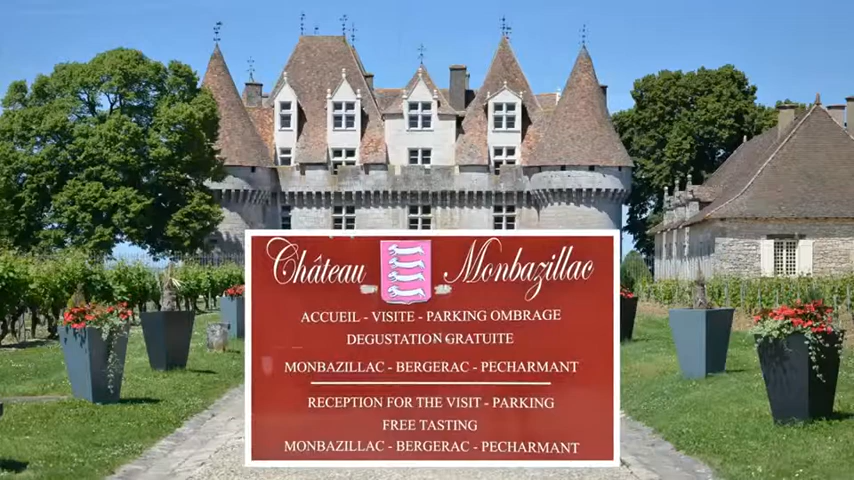 Château Monbazillac
ACCUEIL - VISITE - PARKING OMBRAGE
DEGUSTATION GRATUITE
MONBAZILLAC - BERGERAC - PECHARMANT
RECEPTION FOR THE VISIT - PARKING
FREE TASTING
MONBAZILLAC - BERGERAC - PECHARMANT